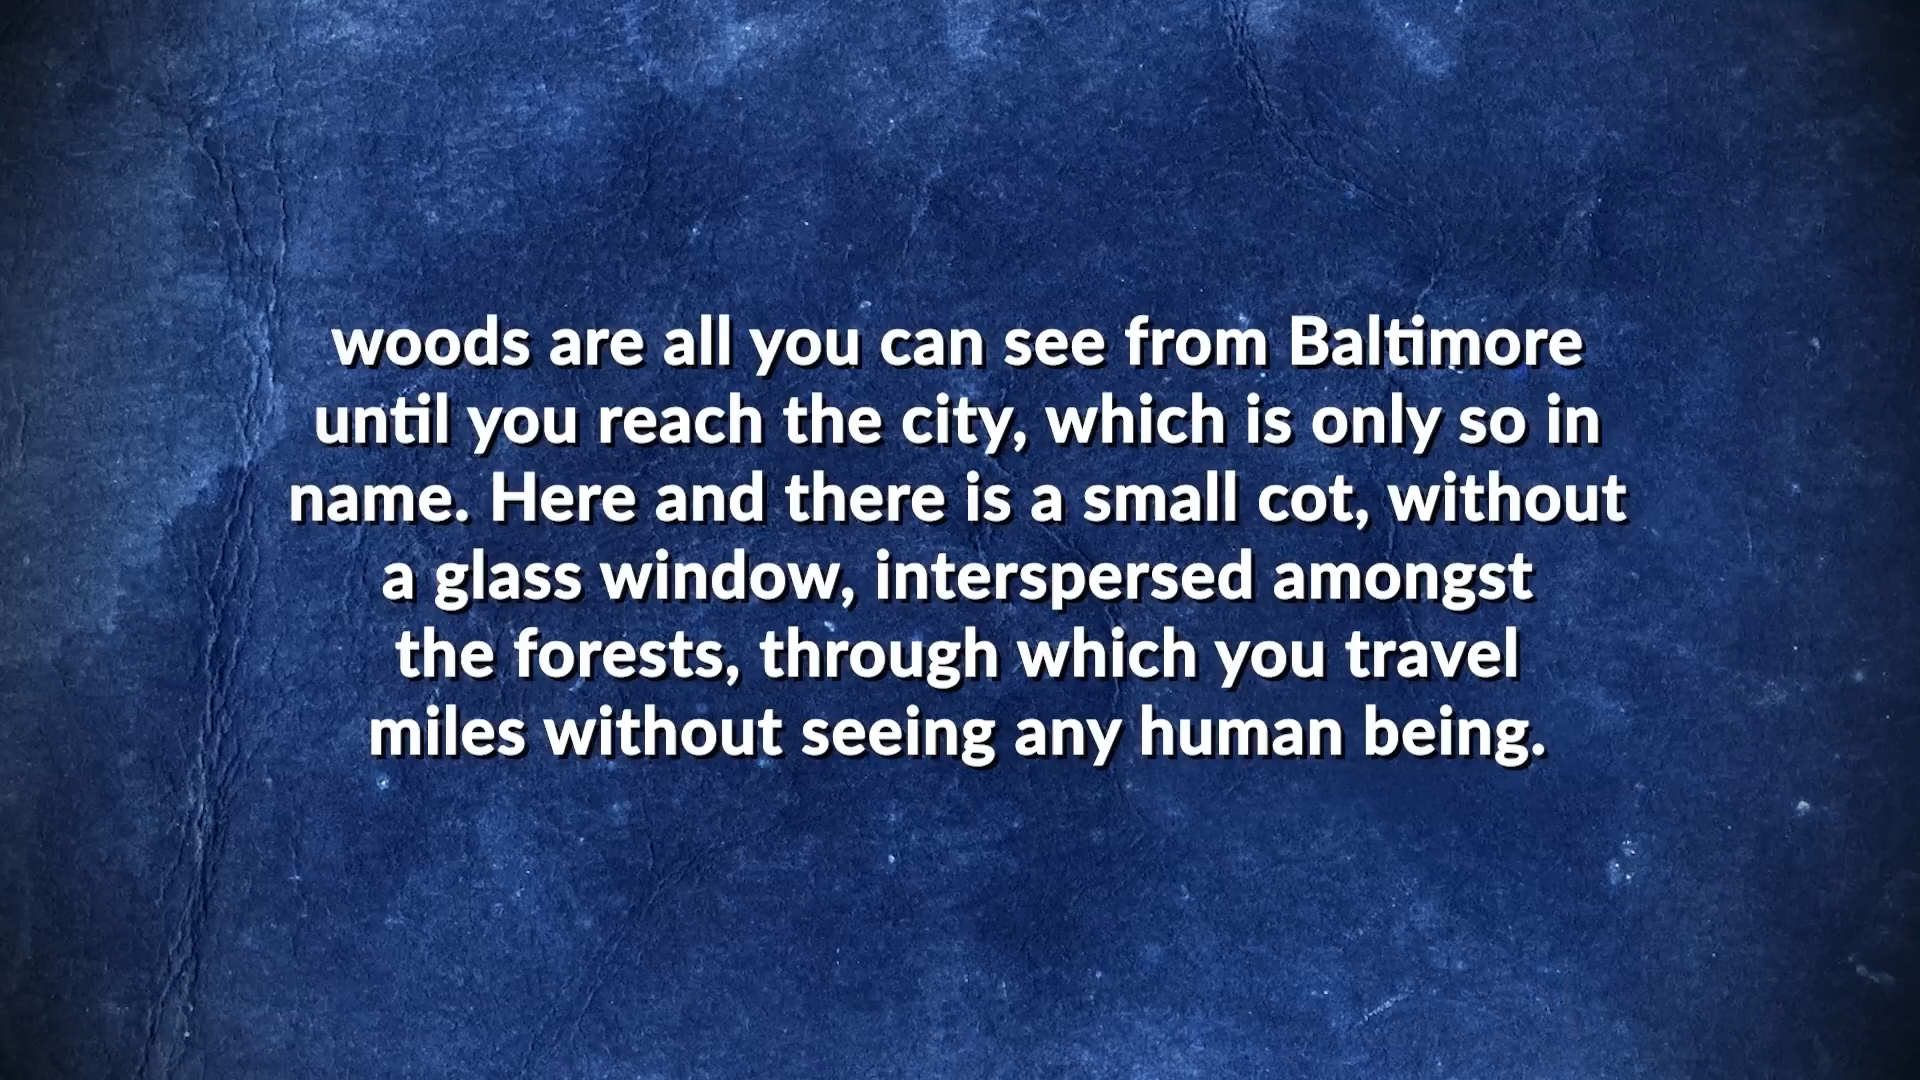 woods are all you can see from Baltimore
until you reach the city, which is only so in
name. Here and there is a small cot, without
a glass window, interspersed amongst
the forests, through which you travel
miles without seeing any human being.